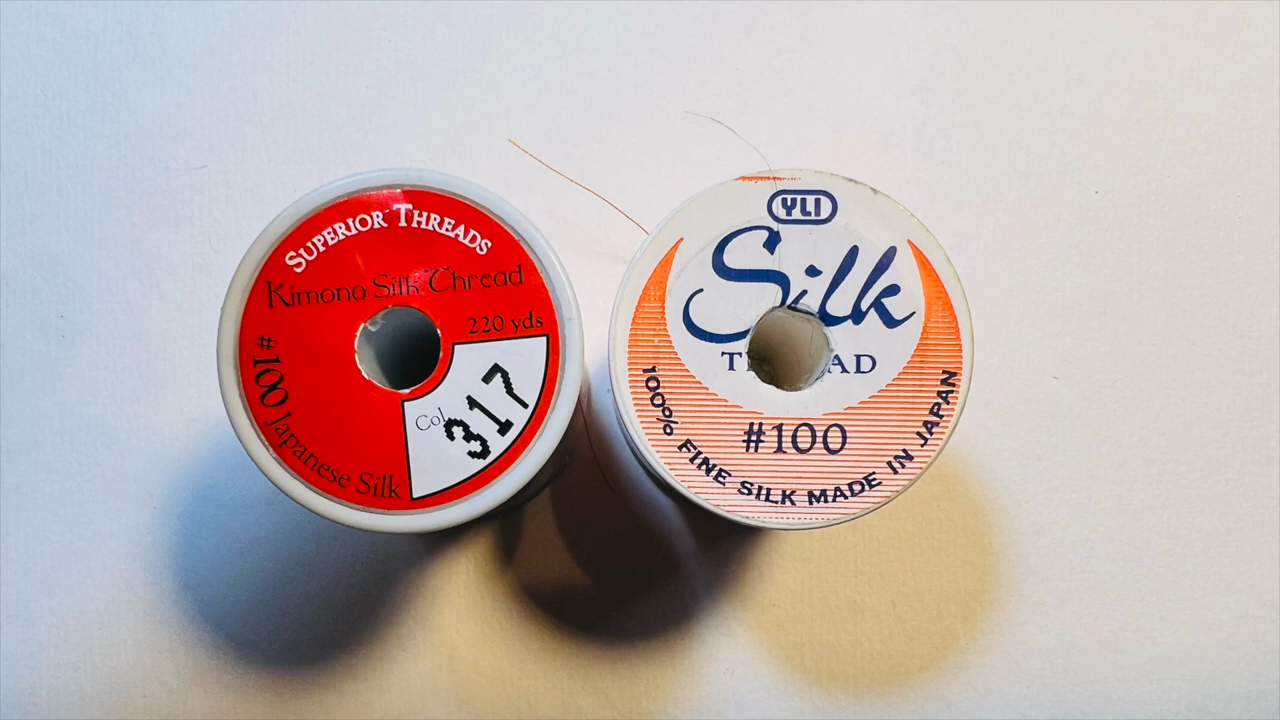 SUPERIOR THREADS
Kimono Silk Thread
220 yds
#100 Japanese Silk
Col.
317
YLI
Silk
THREAD
#100
100% FINE SILK MADE IN JAPAN